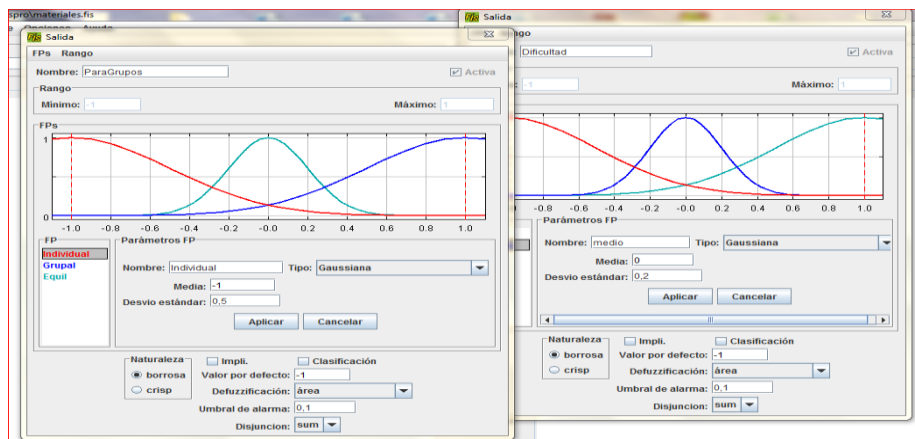 spro\materiales.fis
Salida
FPs Rango
Nombre: ParaGrupos
Activa
Rango
Mínimo: -1
Máximo: 1
FPs
1
0
-1.0 -0.8 -0.6 -0.4 -0.2 -0.0 0.2 0.4 0.6 0.8 1.0
FP
Individual
Grupal
Equil
Parámetros FP
Nombre: Individual
Tipo: Gaussiana
Media: -1
Desvio estándar: 0,5
Aplicar
Cancelar
Naturaleza
borrosa
crisp
Impli.
Clasificación
Valor por defecto: -1
Defuzzificación: área
Umbral de alarma: 0,1
Disjuncion: sum
Salida
ngo
Dificultad
Activa
-1
Máximo: 1
-0.8 -0.6 -0.4 -0.2 -0.0 0.2 0.4 0.6 0.8 1.0
Parámetros FP
Nombre: medio
Tipo: Gaussiana
Media: 0
Desvio estándar: 0,2
Aplicar
Cancelar
Naturaleza
borrosa
crisp
Impli.
Clasificación
Valor por defecto: -1
Defuzzificación: área
Umbral de alarma: 0,1
Disjuncion: sum